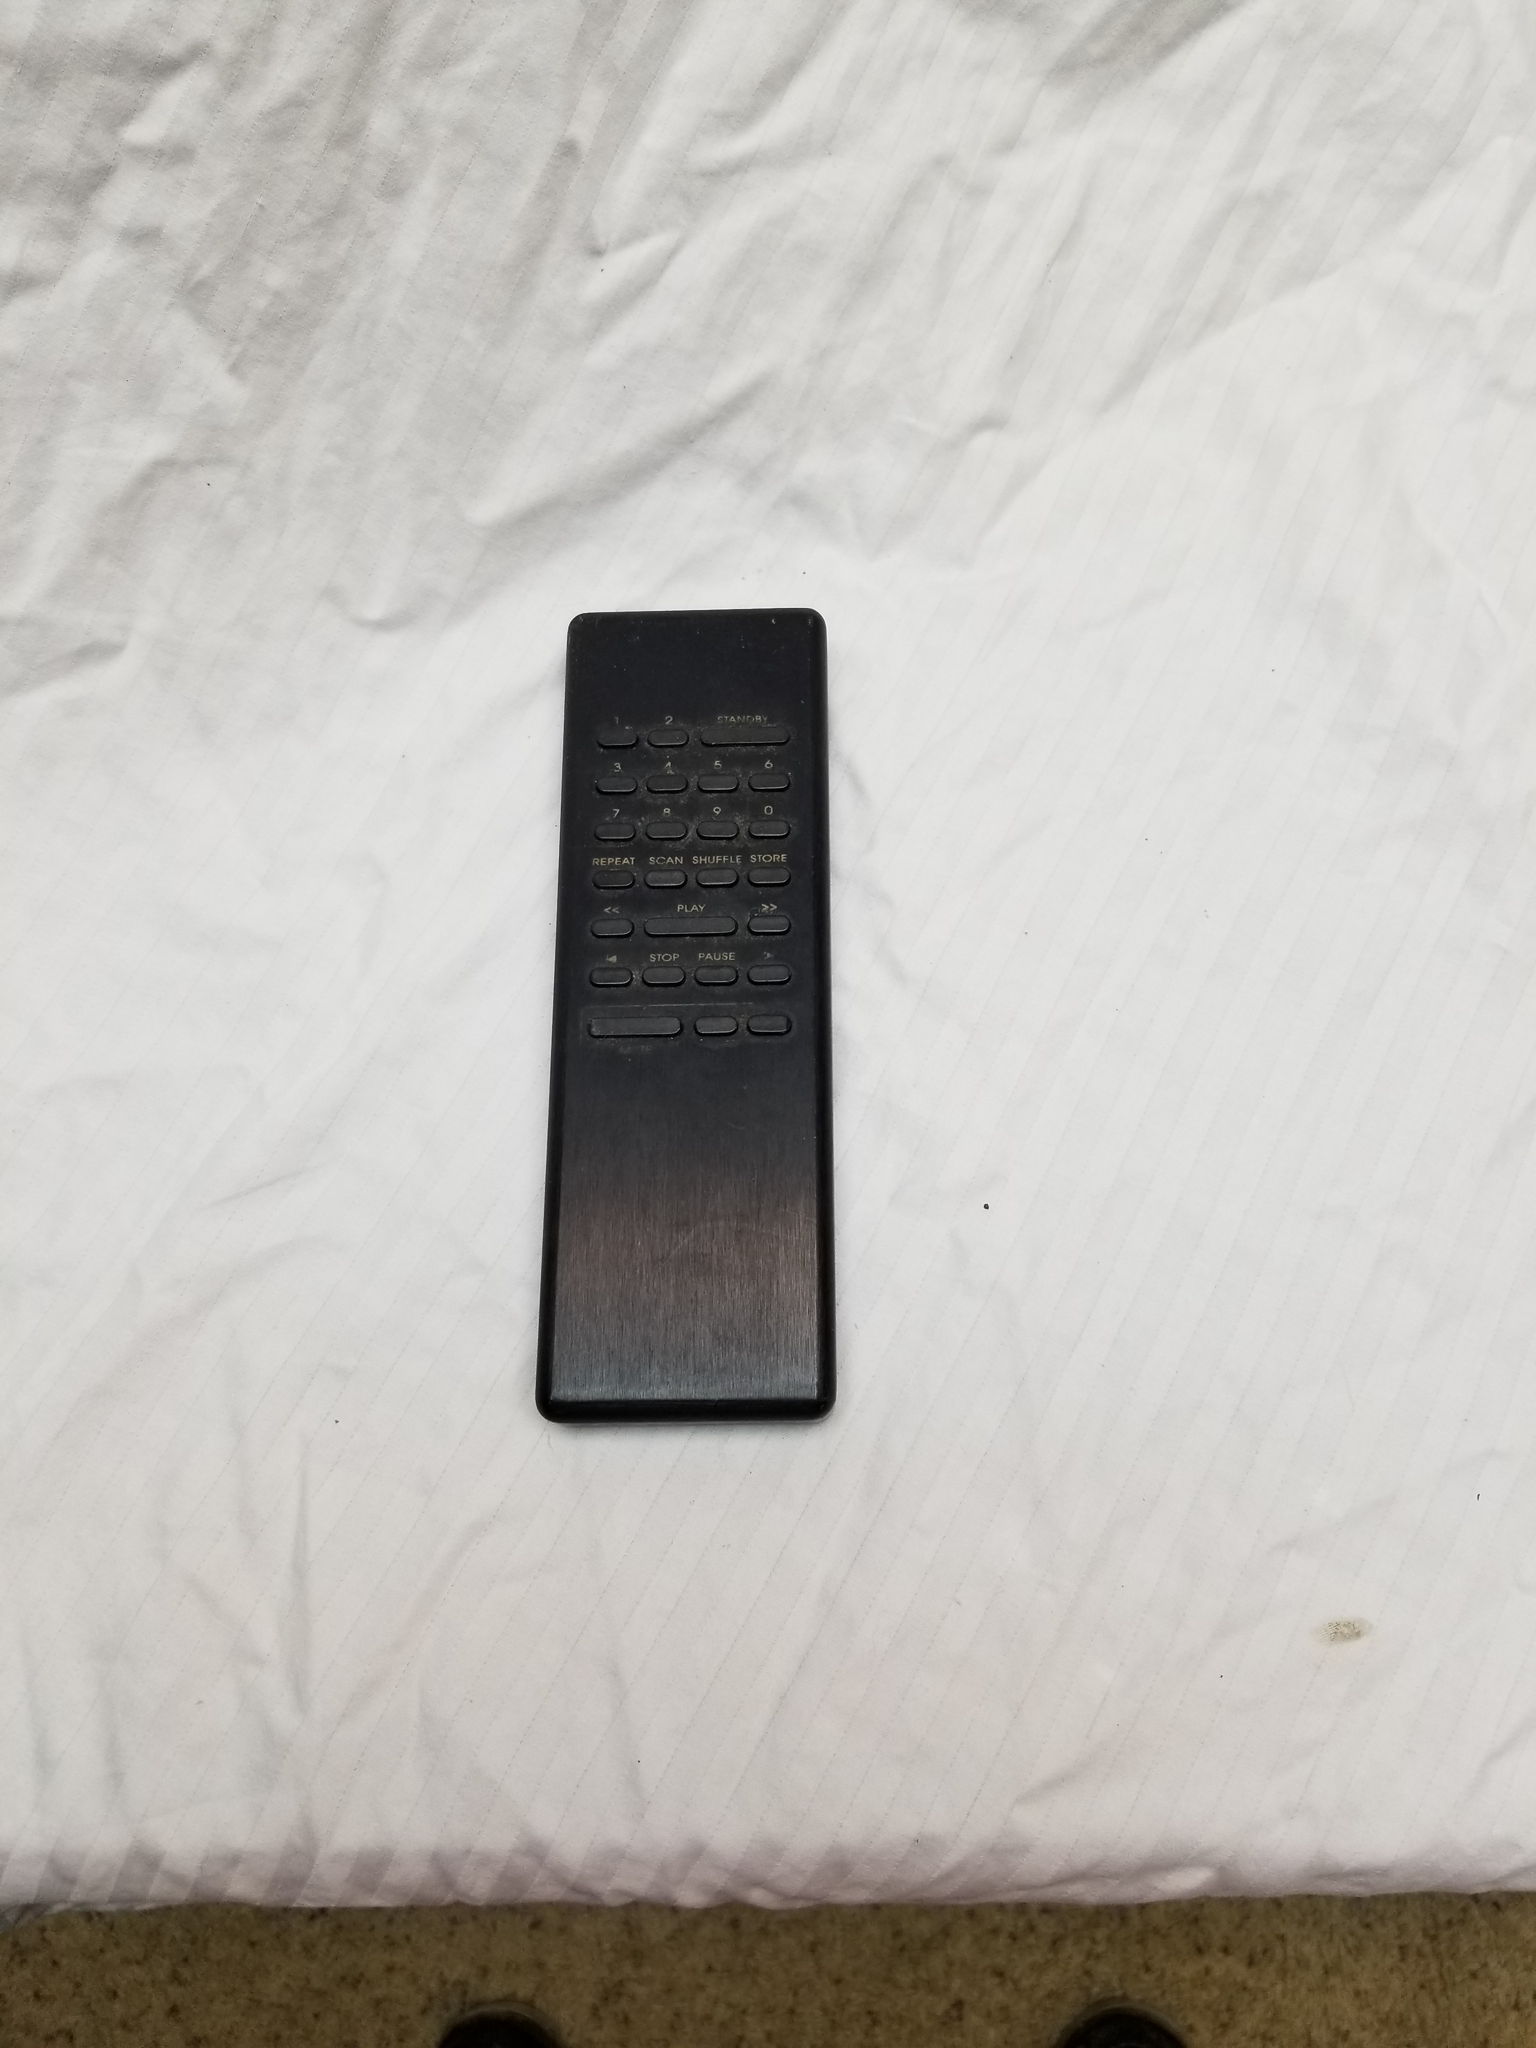 1 2 STANDBY
3 4 5 6
7 8 9 0
REPEAT SCAN SHUFFLE STORE
<< PLAY >>
STOP PAUSE